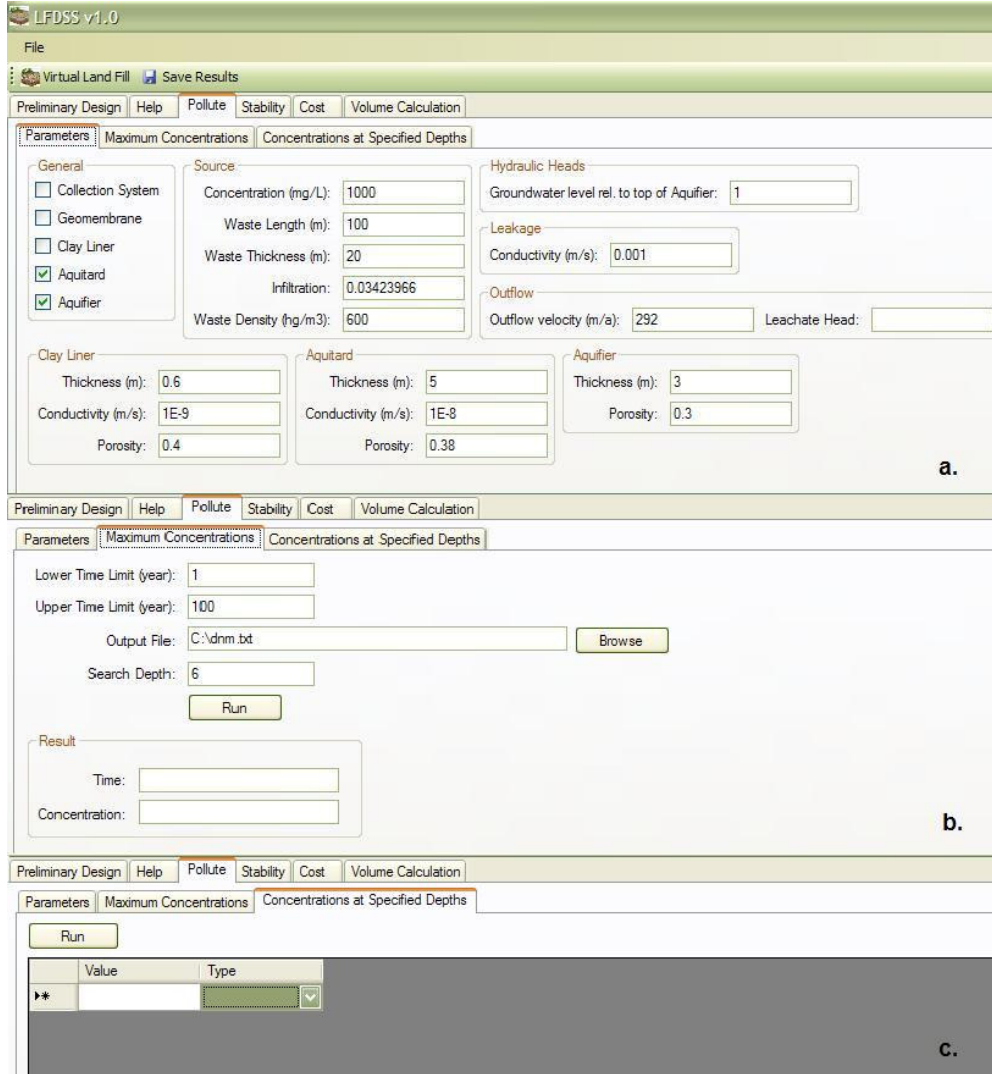 LFDSS v1.0
File
Virtual Land Fill Save Results
Preliminary Design Help Pollute Stability Cost Volume Calculation
Parameters Maximum Concentrations Concentrations at Specified Depths
General Source Hydraulic Heads
Collection System Concentration (mg/L): 1000 Groundwater level rel. to top of Aquifier: 1
Geomembrane Waste Length (m): 100 Leakage
Clay Liner Waste Thickness (m): 20 Conductivity (m/s): 0.001
Aquitard Infiltration: 0.03423966 Outflow
Aquifier Waste Density (hg/m3): 600 Outflow velocity (m/a): 292 Leachate Head:
Clay Liner Aquitard Aquifier
Thickness (m): 0.6 Thickness (m): 5 Thickness (m): 3
Conductivity (m/s): 1E-9 Conductivity (m/s): 1E-8 Porosity: 0.3
Porosity: 0.4 Porosity: 0.38
a.
Preliminary Design Help Pollute Stability Cost Volume Calculation
Parameters Maximum Concentrations Concentrations at Specified Depths
Lower Time Limit (year): 1
Upper Time Limit (year): 100
Output File: C:\dnm.txt Browse
Search Depth: 6
Run
Result
Time:
Concentration:
b.
Preliminary Design Help Pollute Stability Cost Volume Calculation
Parameters Maximum Concentrations Concentrations at Specified Depths
Run
Value Type
c.